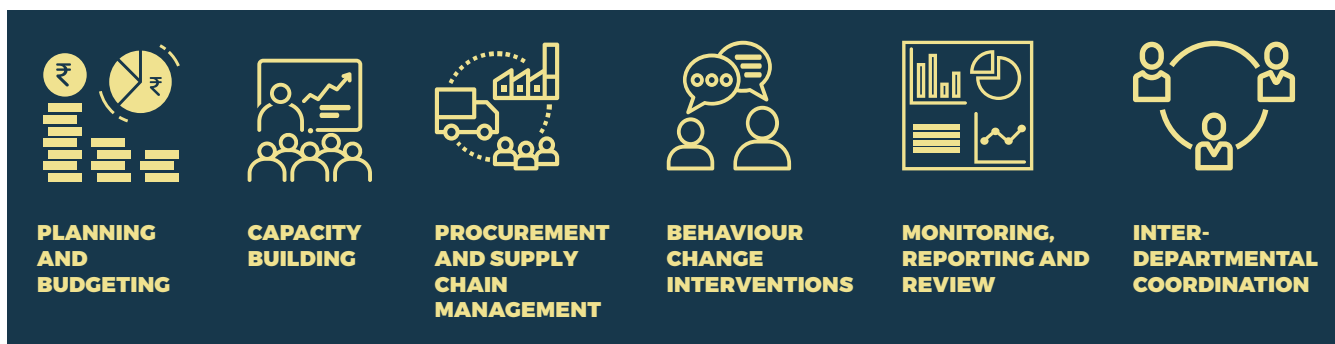 ₹
₹
PLANNING
AND
BUDGETING
CAPACITY
BUILDING
PROCUREMENT
AND SUPPLY
CHAIN
MANAGEMENT
BEHAVIOUR
CHANGE
INTERVENTIONS
MONITORING,
REPORTING AND
REVIEW
INTER-
DEPARTMENTAL
COORDINATION